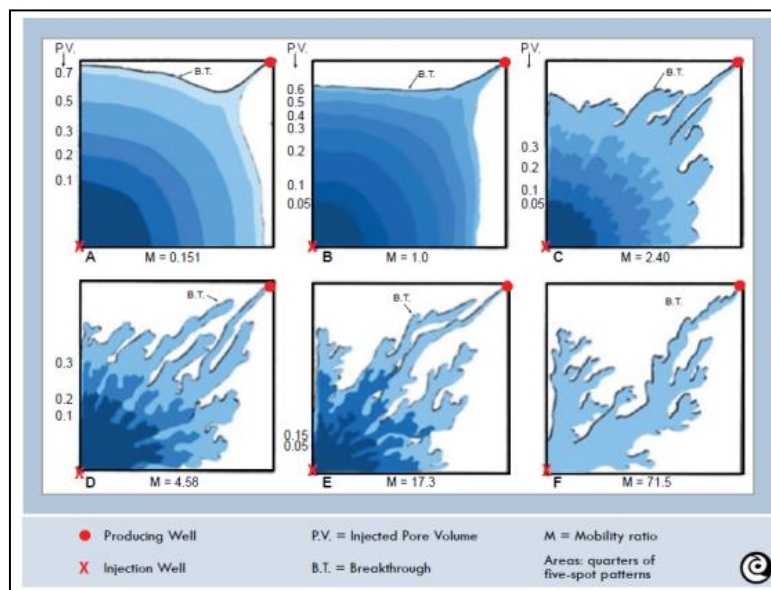 P.V.
0.7
0.5
0.3
0.2
0.1
B.T.
A
M = 0.151
P.V.
0.6
0.5
0.4
0.3
0.2
0.1
0.05
B.T.
B
M = 1.0
P.V.
0.3
0.2
0.1
0.05
B.T.
C
M = 2.40
0.3
0.2
0.1
B.T.
D
M = 4.58
0.15
0.05
B.T.
E
M = 17.3
B.T.
F
M = 71.5
Producing Well
P.V. = Injected Pore Volume
M = Mobility ratio
X Injection Well
B.T. = Breakthrough
Areas: quarters of
five-spot patterns